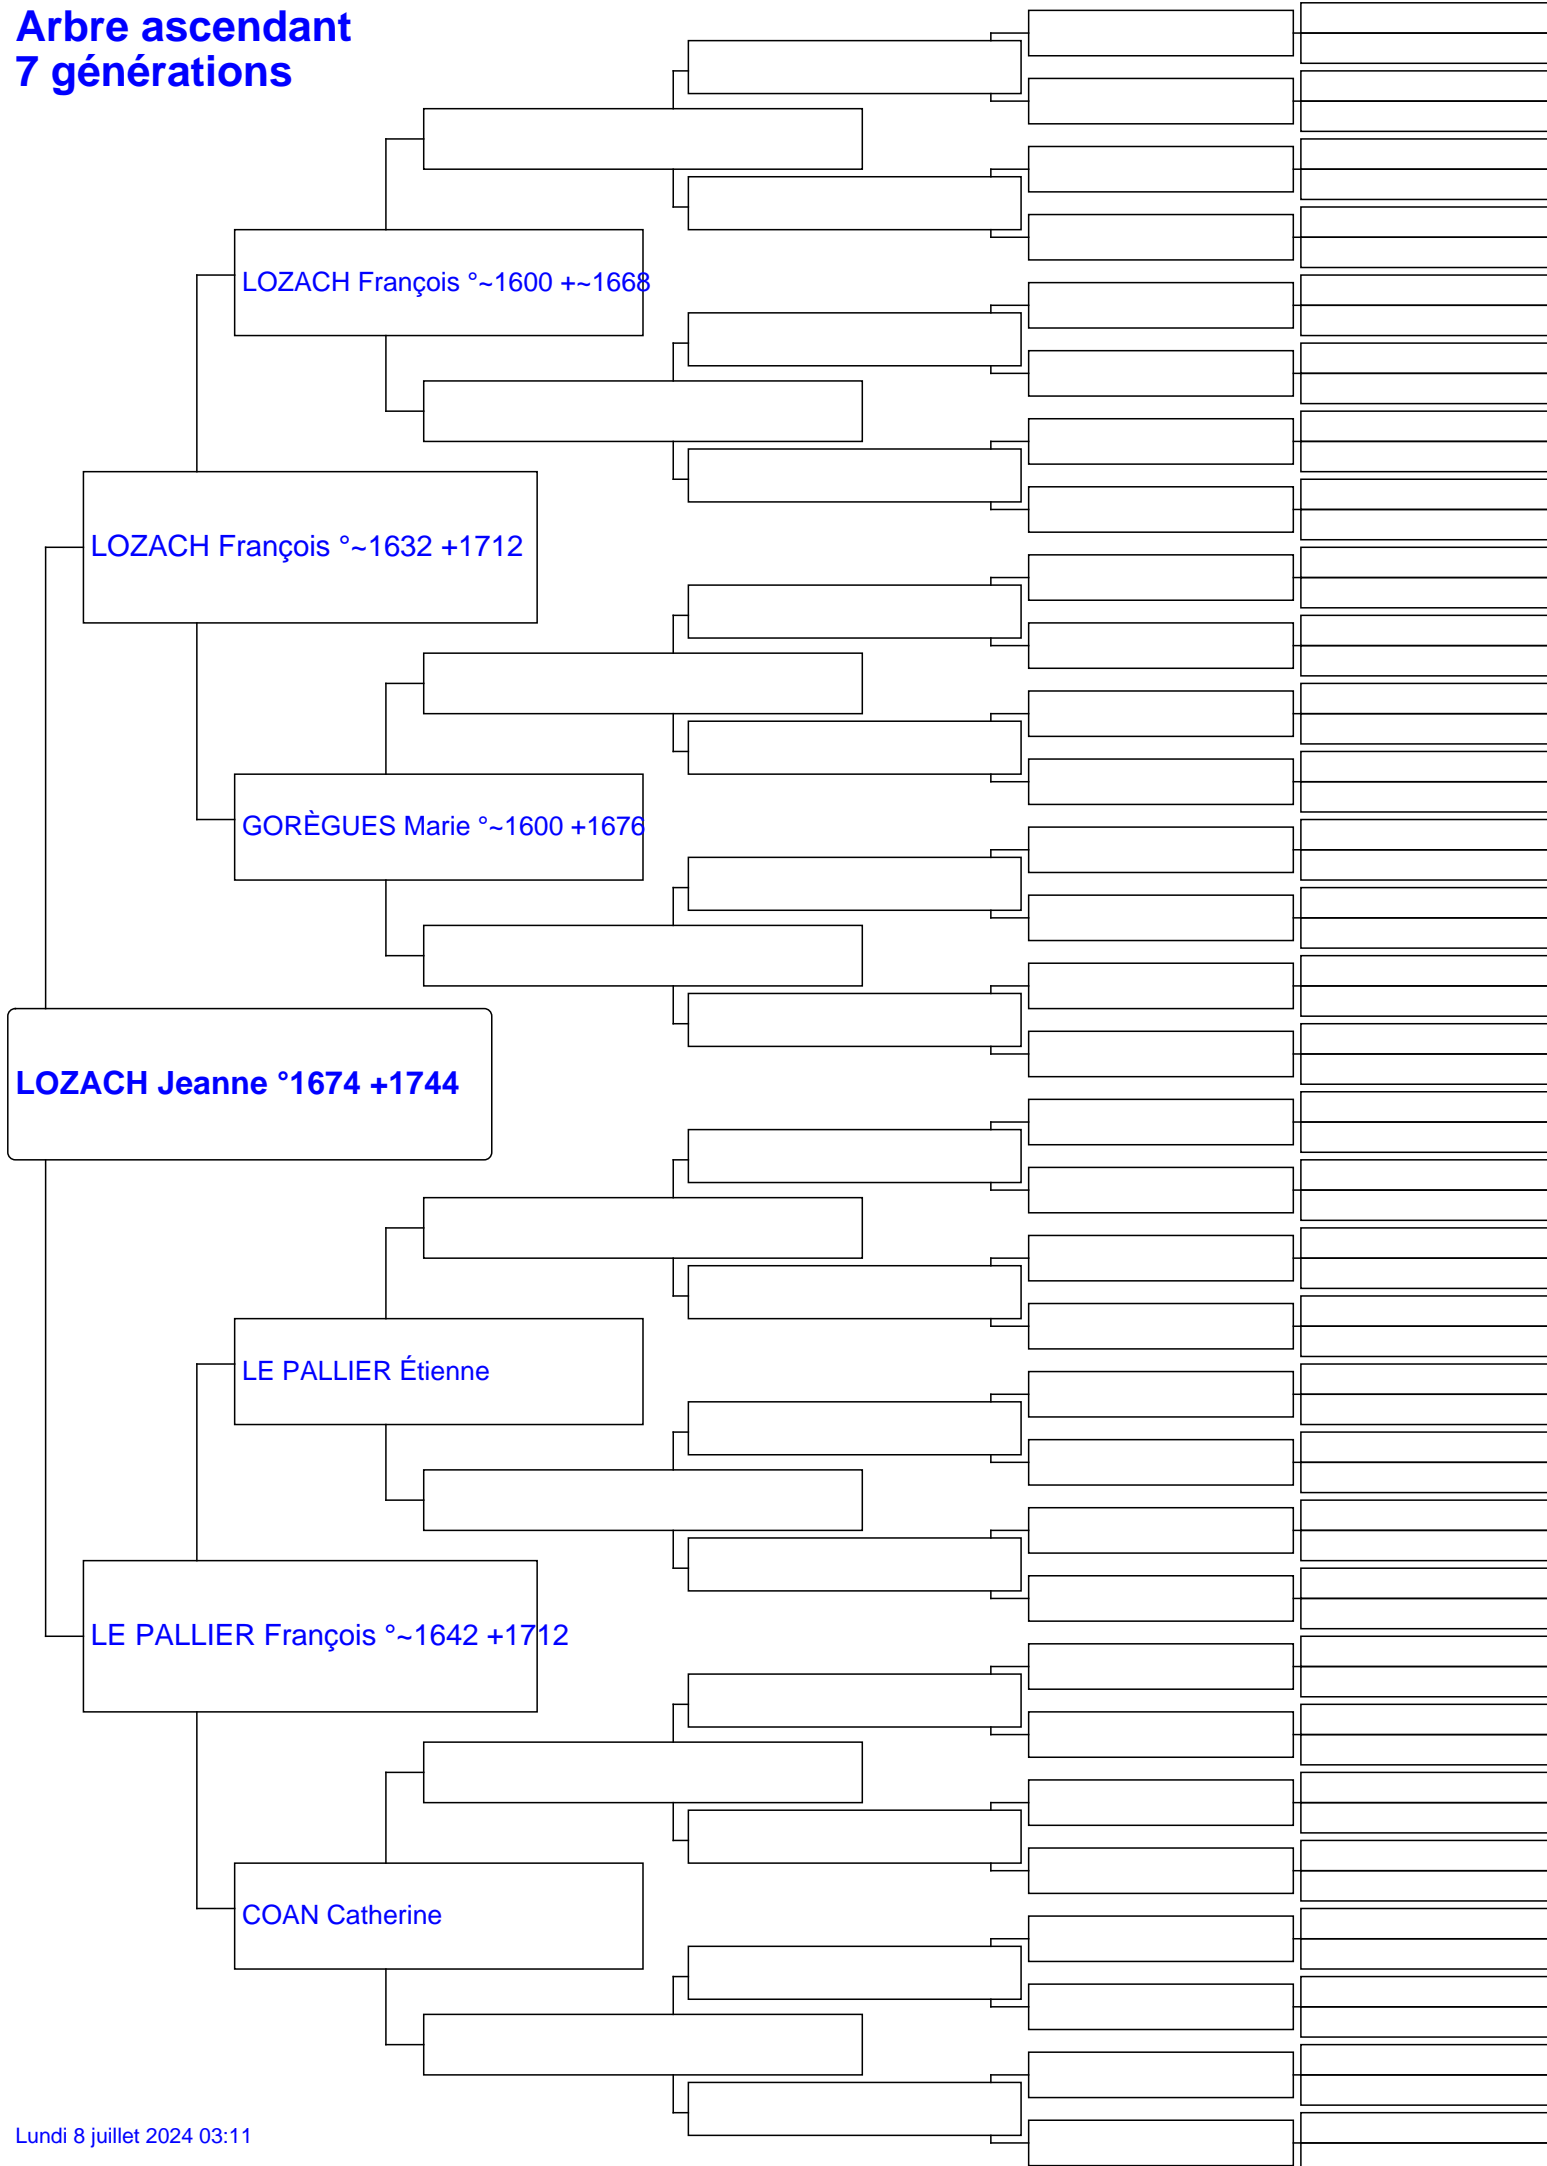 Arbre ascendant
7 générations
LOZACH François °~1600 +~1668
LOZACH François °~1632 +1712
GORÈGUES Marie °~1600 +1676
LOZACH Jeanne °1674 +1744
LE PALLIER Étienne
LE PALLIER François °~1642 +1712
COAN Catherine
Lundi 8 juillet 2024 03:11